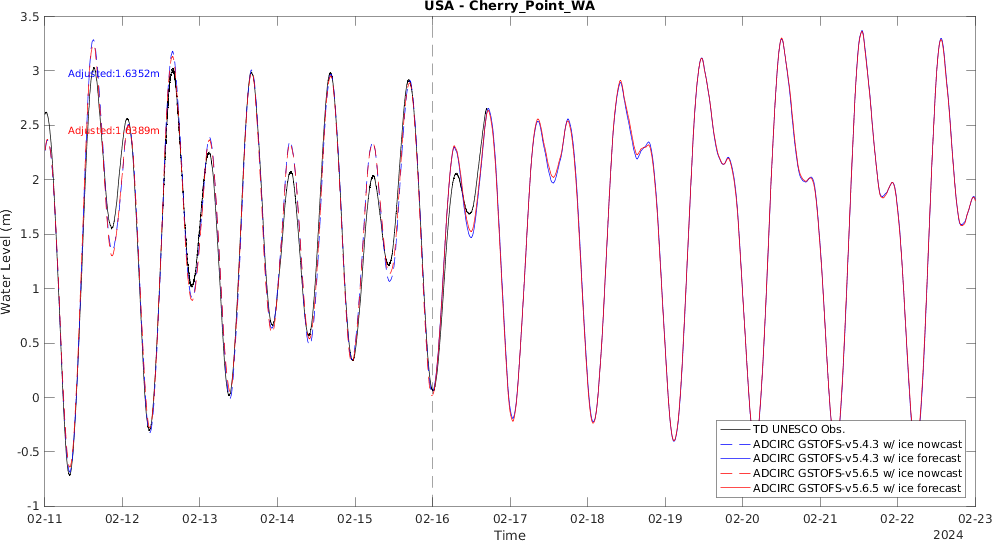 USA - Cherry_Point_WA
3.5
3
2.5
2
1.5
1
0.5
0
-0.5
-1
Water Level (m)
Adjusted:1.6352m
Adjusted:1.6389m
TD UNESCO Obs.
ADCIRC GSTOFS-v5.4.3 w/ ice nowcast
ADCIRC GSTOFS-v5.4.3 w/ ice forecast
ADCIRC GSTOFS-v5.6.5 w/ ice nowcast
ADCIRC GSTOFS-v5.6.5 w/ ice forecast
02-11 02-12 02-13 02-14 02-15 02-16 02-17 02-18 02-19 02-20 02-21 02-22 02-23
Time
2024